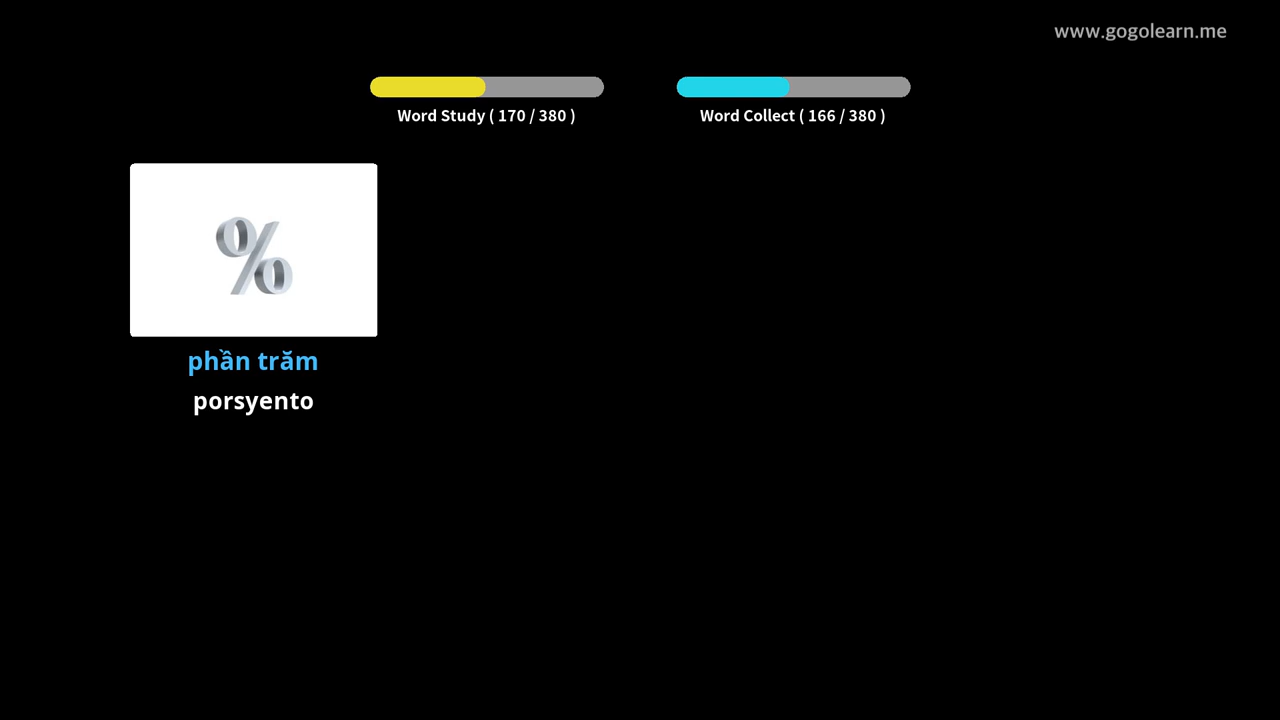 www.gogolearn.me
Word Study ( 170 / 380 )
Word Collect ( 166 / 380 )
%
phần trăm
porsyento